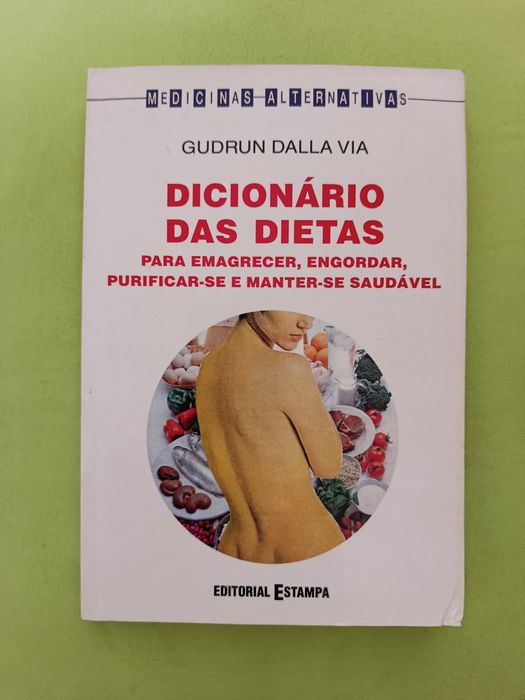 MEDICINAS ALTERNATIVAS
GUDRUN DALLA VIA
DICIONÁRIO
DAS DIETAS
PARA EMAGRECER, ENGORDAR,
PURIFICAR-SE E MANTER-SE SAUDÁVEL
EDITORIAL ESTAMPA